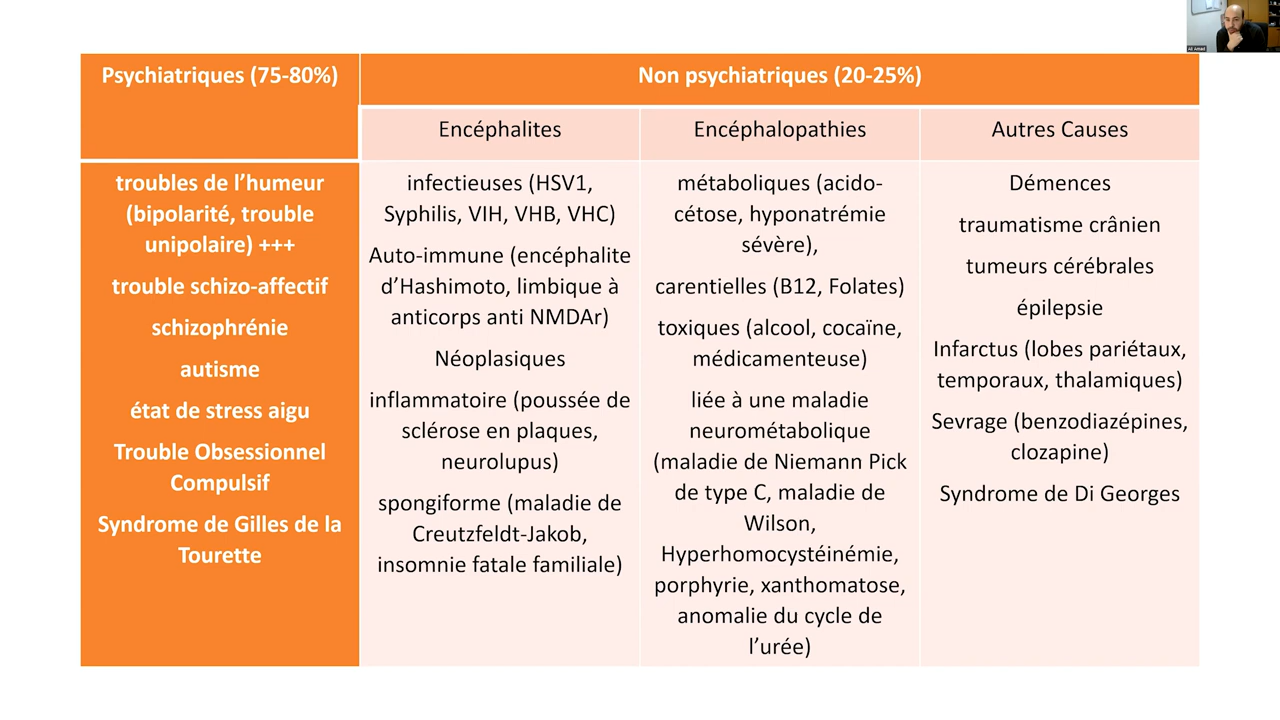 Psychiatriques (75-80%)
Non psychiatriques (20-25%)
Encéphalites
Encéphalopathies
Autres Causes
troubles de l’humeur
(bipolarité, trouble
unipolaire) +++
trouble schizo-affectif
schizophrénie
autisme
état de stress aigu
Trouble Obsessionnel
Compulsif
Syndrome de Gilles de la
Tourette
infectieuses (HSV1,
Syphilis, VIH, VHB, VHC)
Auto-immune (encéphalite
d’Hashimoto, limbique à
anticorps anti NMDAr)
Néoplasiques
inflammatoire (poussée de
sclérose en plaques,
neurolupus)
spongiforme (maladie de
Creutzfeldt-Jakob,
insomnie fatale familiale)
métaboliques (acido-
cétose, hyponatrémie
sévère),
carentielles (B12, Folates)
toxiques (alcool, cocaïne,
médicamenteuse)
liée à une maladie
neurométabolique
(maladie de Niemann Pick
de type C, maladie de
Wilson,
Hyperhomocystéinémie,
porphyrie, xanthomatose,
anomalie du cycle de
l’urée)
Démences
traumatisme crânien
tumeurs cérébrales
épilepsie
Infarctus (lobes pariétaux,
temporaux, thalamiques)
Sevrage (benzodiazépines,
clozapine)
Syndrome de Di Georges